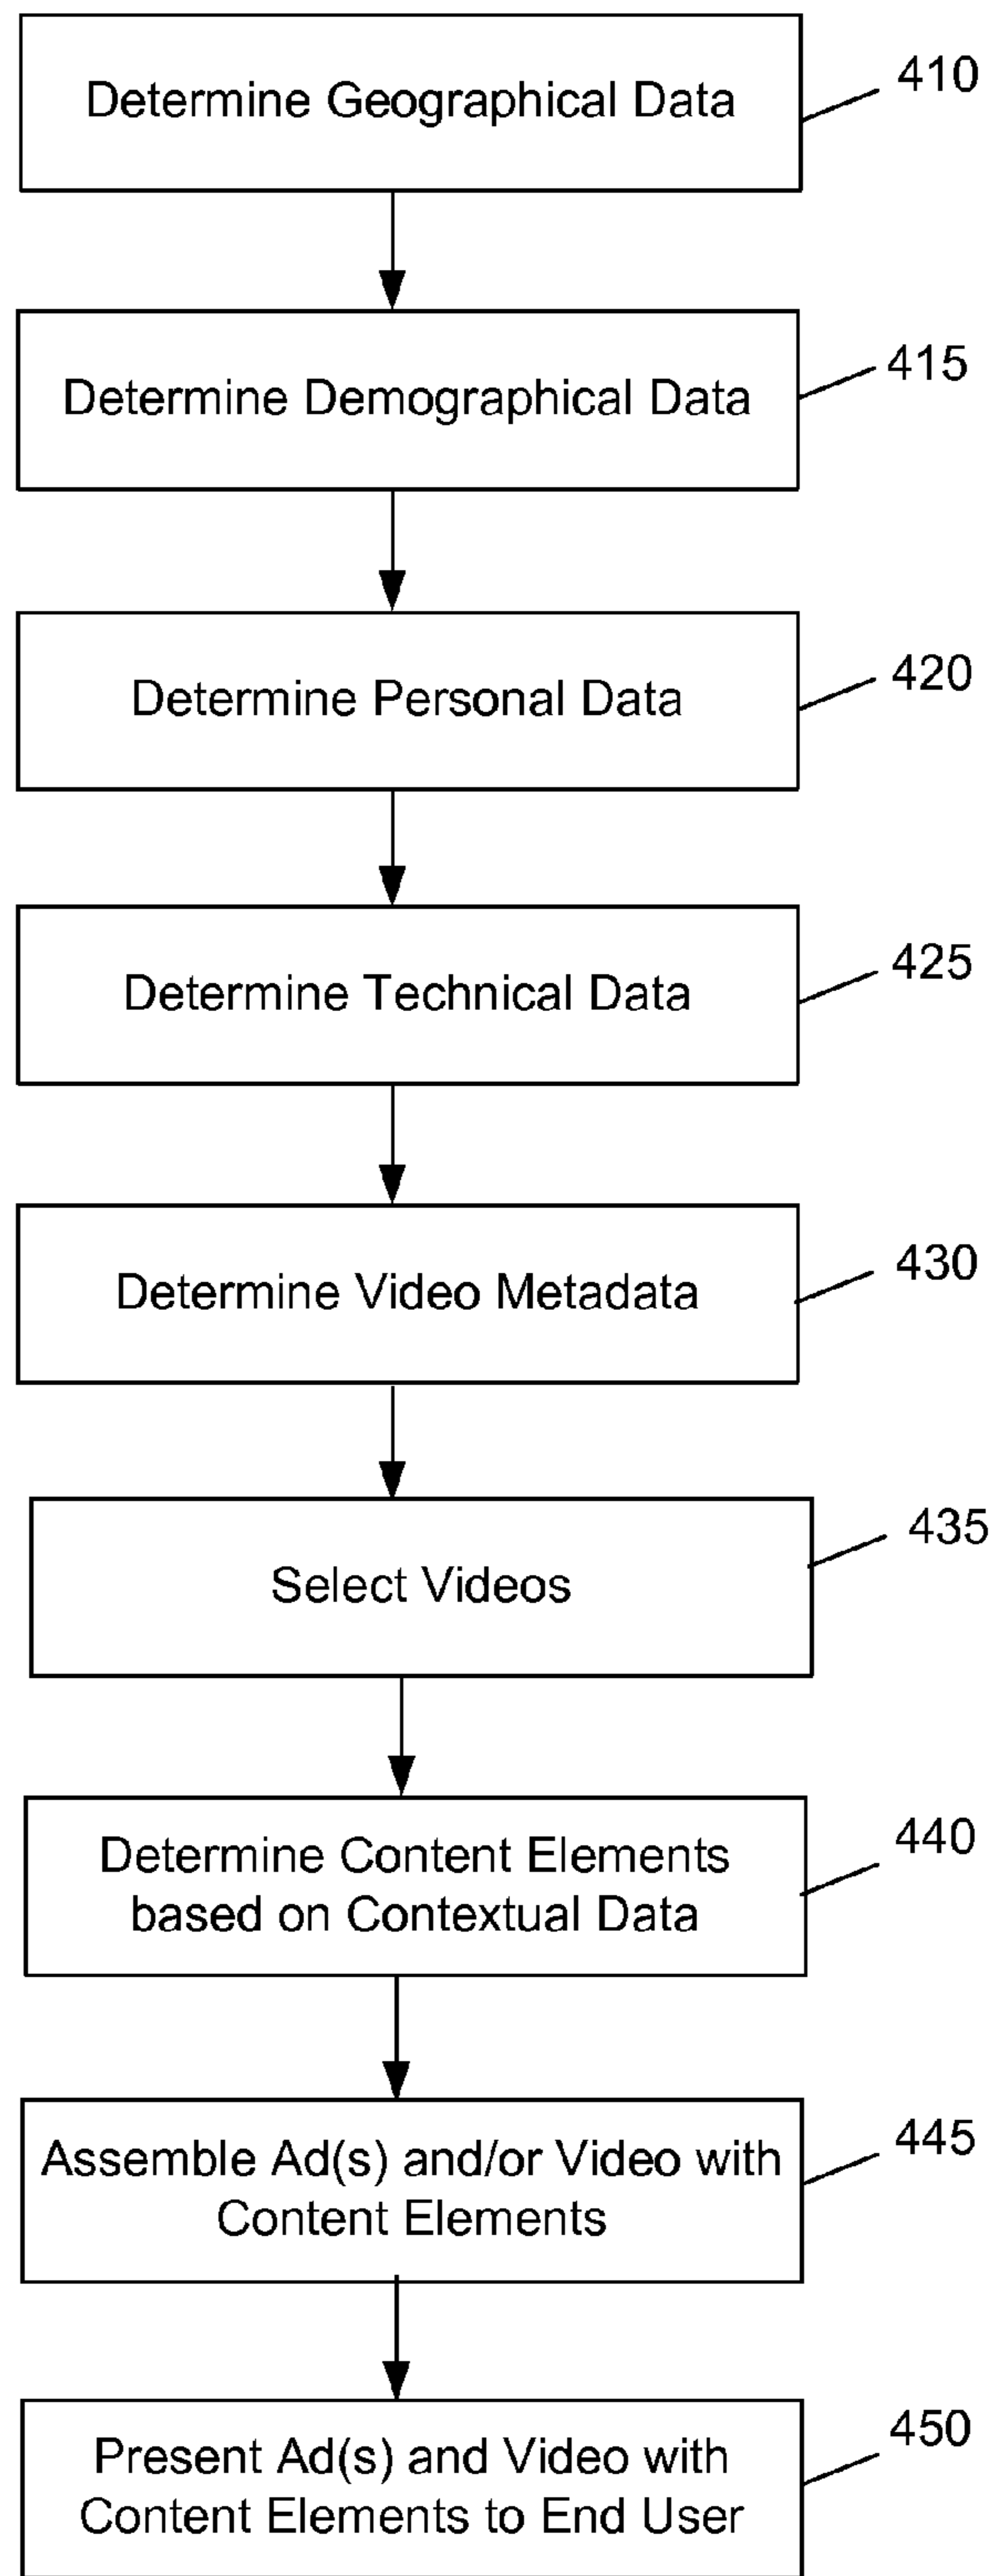 Determine Geographical Data
410
Determine Demographical Data
415
Determine Personal Data
420
Determine Technical Data
425
Determine Video Metadata
430
Select Videos
435
Determine Content Elements
based on Contextual Data
440
Assemble Ad(s) and/or Video with
Content Elements
445
Present Ad(s) and Video with
Content Elements to End User
450